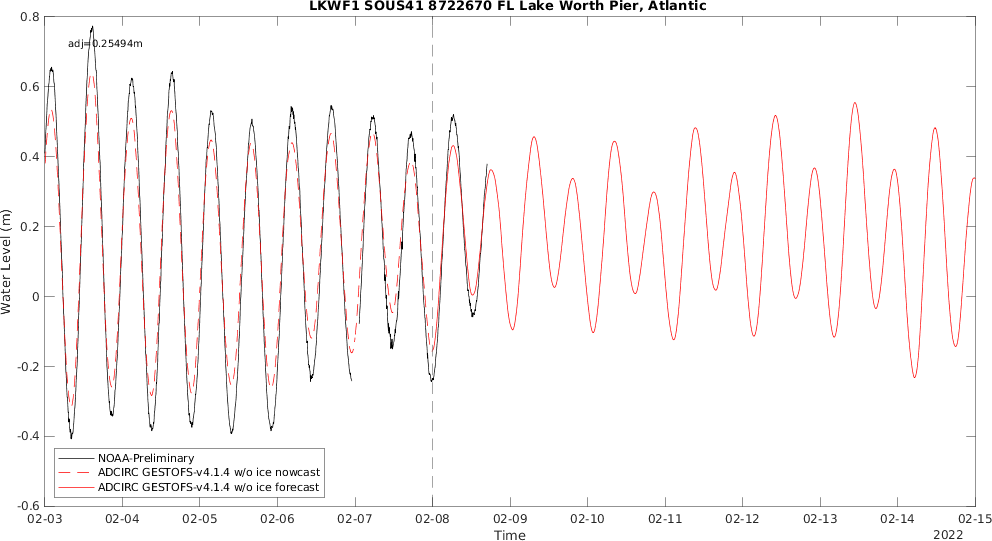 LKWF1 SOUS41 8722670 FL Lake Worth Pier, Atlantic
adj=0.25494m
0.8
0.6
0.4
0.2
0
-0.2
-0.4
-0.6
Water Level (m)
NOAA-Preliminary
ADCIRC GESTOFS-v4.1.4 w/o ice nowcast
ADCIRC GESTOFS-v4.1.4 w/o ice forecast
02-03 02-04 02-05 02-06 02-07 02-08 02-09 02-10 02-11 02-12 02-13 02-14 02-15
Time
2022